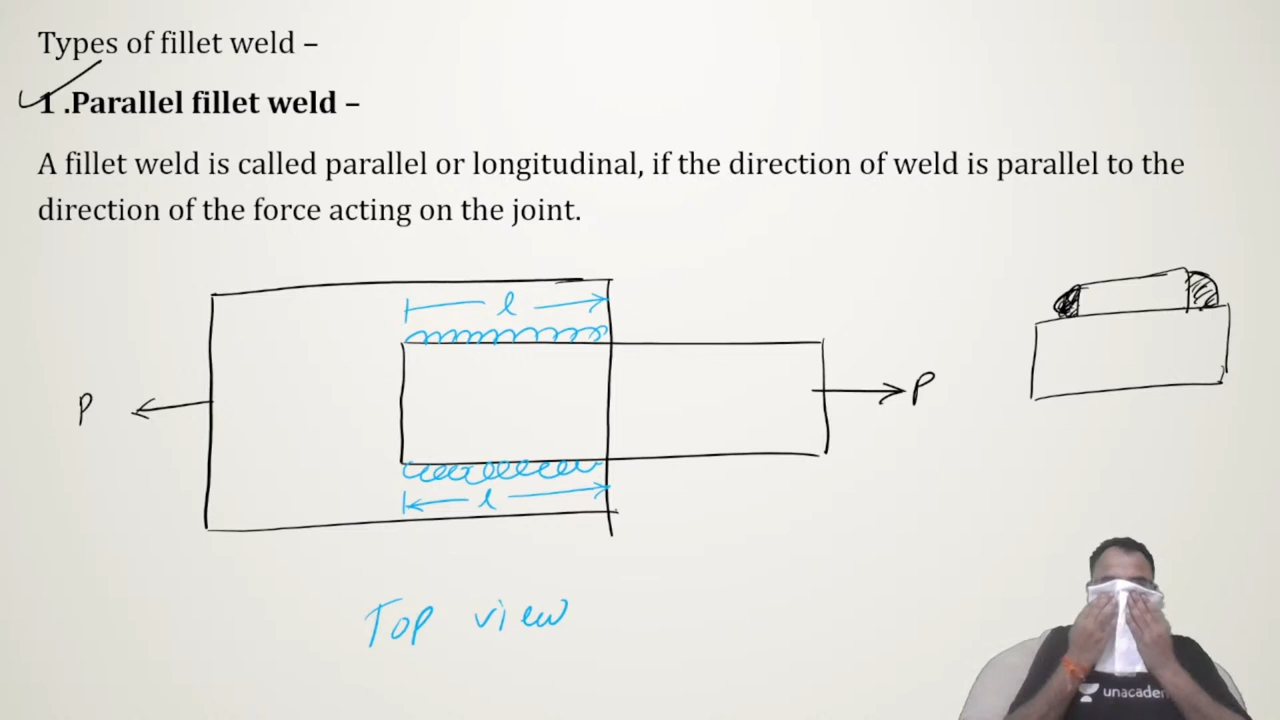 Types of fillet weld –
1 .Parallel fillet weld –
A fillet weld is called parallel or longitudinal, if the direction of weld is parallel to the
direction of the force acting on the joint.
l
P
P
l
Top view
unacadem